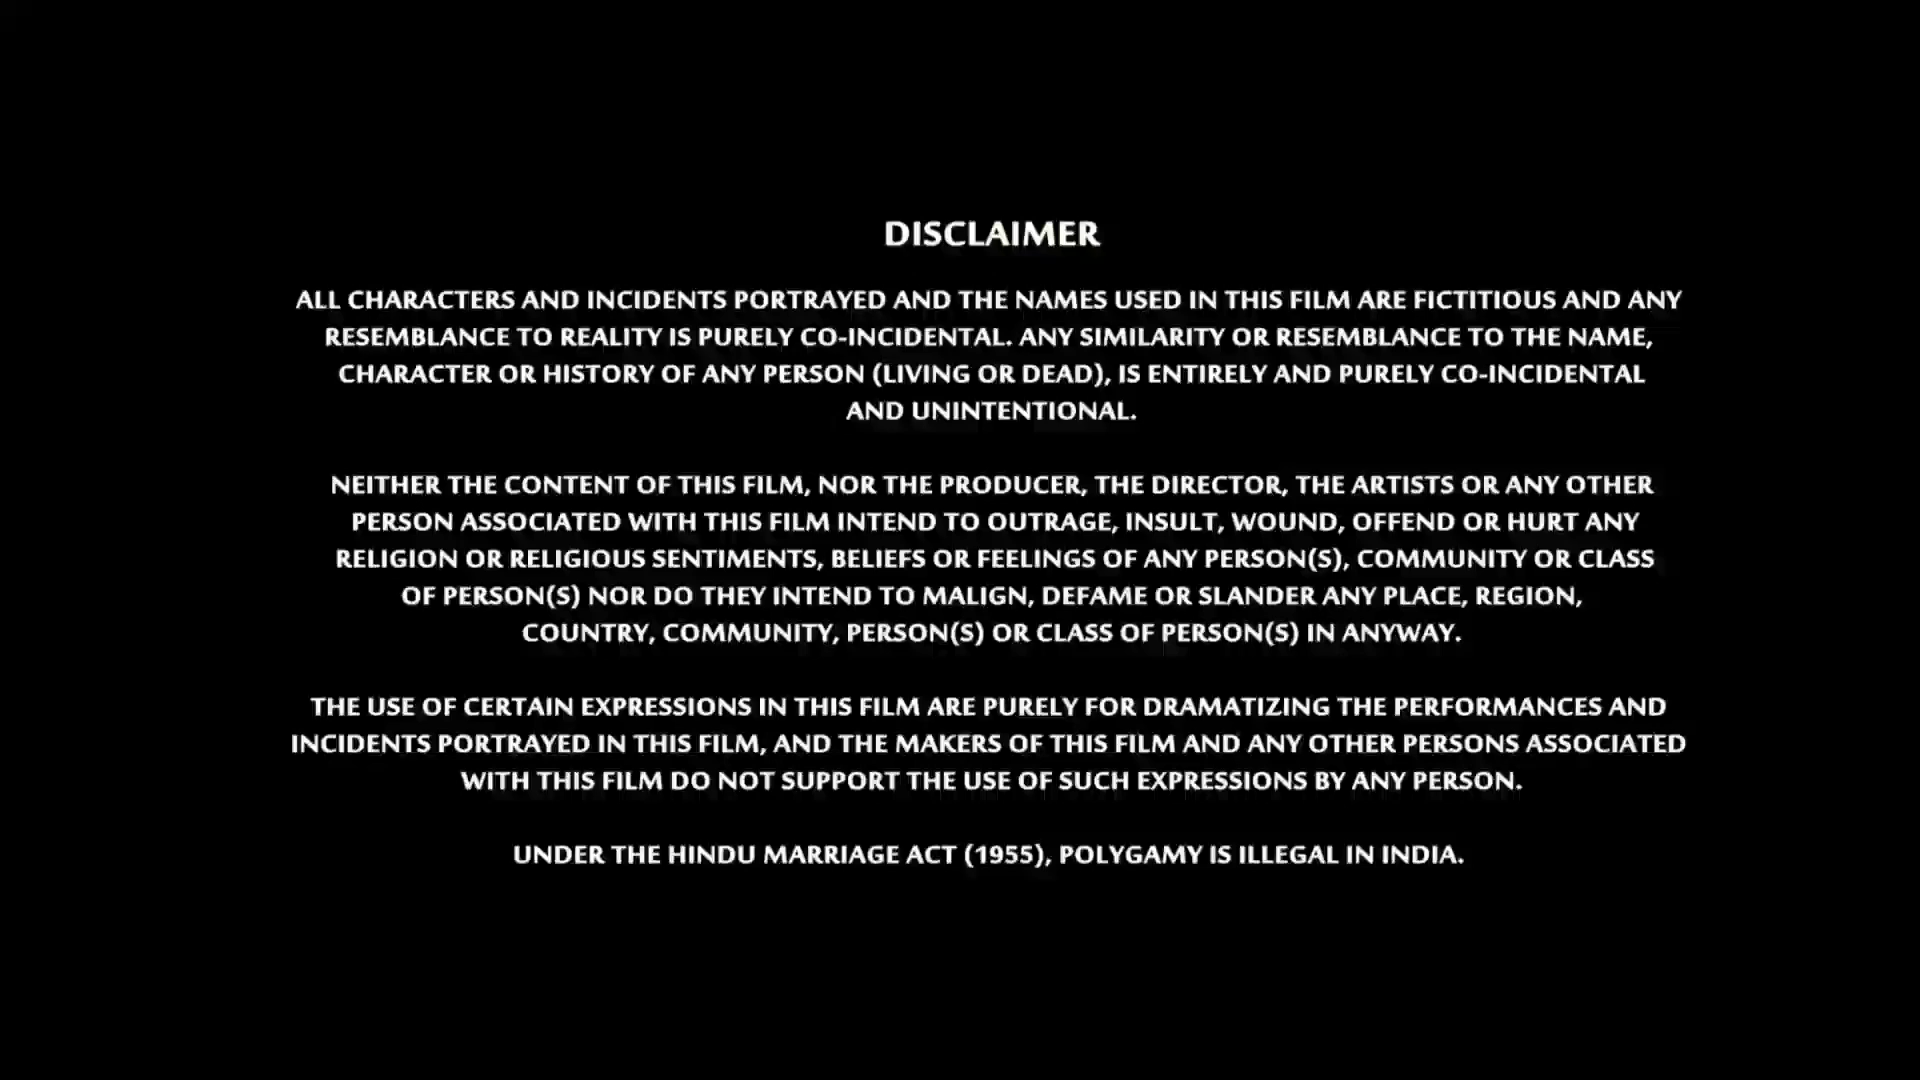 DISCLAIMER
ALL CHARACTERS AND INCIDENTS PORTRAYED AND THE NAMES USED IN THIS FILM ARE FICTITIOUS AND ANY
RESEMBLANCE TO REALITY IS PURELY CO-INCIDENTAL. ANY SIMILARITY OR RESEMBLANCE TO THE NAME,
CHARACTER OR HISTORY OF ANY PERSON (LIVING OR DEAD), IS ENTIRELY AND PURELY CO-INCIDENTAL
AND UNINTENTIONAL.
NEITHER THE CONTENT OF THIS FILM, NOR THE PRODUCER, THE DIRECTOR, THE ARTISTS OR ANY OTHER
PERSON ASSOCIATED WITH THIS FILM INTEND TO OUTRAGE, INSULT, WOUND, OFFEND OR HURT ANY
RELIGION OR RELIGIOUS SENTIMENTS, BELIEFS OR FEELINGS OF ANY PERSON(S), COMMUNITY OR CLASS
OF PERSON(S) NOR DO THEY INTEND TO MALIGN, DEFAME OR SLANDER ANY PLACE, REGION,
COUNTRY, COMMUNITY, PERSON(S) OR CLASS OF PERSON(S) IN ANYWAY.
THE USE OF CERTAIN EXPRESSIONS IN THIS FILM ARE PURELY FOR DRAMATIZING THE PERFORMANCES AND
INCIDENTS PORTRAYED IN THIS FILM, AND THE MAKERS OF THIS FILM AND ANY OTHER PERSONS ASSOCIATED
WITH THIS FILM DO NOT SUPPORT THE USE OF SUCH EXPRESSIONS BY ANY PERSON.
UNDER THE HINDU MARRIAGE ACT (1955), POLYGAMY IS ILLEGAL IN INDIA.